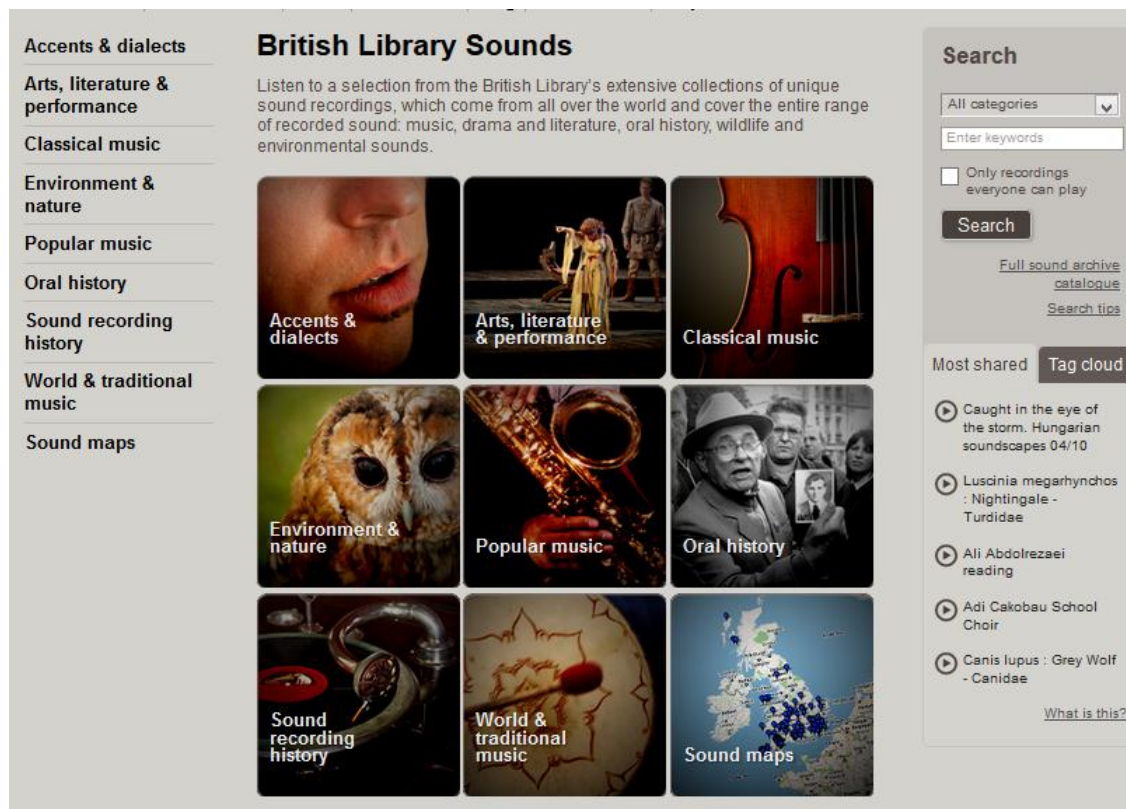 Accents & dialects
Arts, literature &
performance
Classical music
Environment &
nature
Popular music
Oral history
Sound recording
history
World & traditional
music
Sound maps
British Library Sounds
Listen to a selection from the British Library's extensive collections of unique
sound recordings, which come from all over the world and cover the entire range
of recorded sound: music, drama and literature, oral history, wildlife and
environmental sounds.
Accents &
dialects
Arts, literature
& performance
Classical music
Environment &
nature
Popular music
Oral history
Sound
recording
history
World &
traditional
music
Sound maps
Search
All categories
Enter keywords
Only recordings
everyone can play
Search
Full sound archive
catalogue
Search tips
Most shared
Tag cloud
Caught in the eye of
the storm. Hungarian
soundscapes 04/10
Luscinia megarhynchos
: Nightingale -
Turdidae
Ali Abdolrezaei
reading
Adi Cakobau School
Choir
Canis lupus : Grey Wolf
- Canidae
What is this?